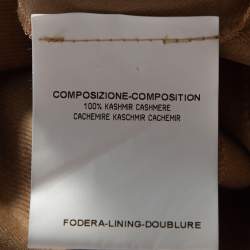 COMPOSIZIONE-COMPOSITION
100% KASHMIR CASHMERE
CACHEMIRE KASCHMIR CACHEMIR
FODERA-LINING-DOUBLURE